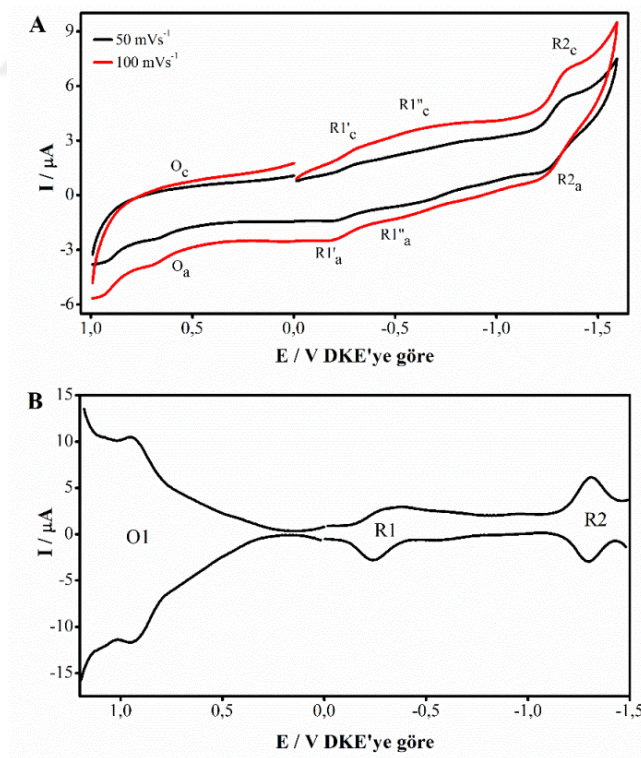 A
50 mVs⁻¹
100 mVs⁻¹
9
6
3
0
-3
-6
I / µA
R2c
R1'c
R1''c
Oc
R2a
Oa
R1'a
R1''a
1,0
0,5
0,0
-0,5
-1,0
-1,5
E / V DKE'ye göre
B
15
10
5
0
-5
-10
-15
I / µA
O1
R1
R2
1,0
0,5
0,0
-0,5
-1,0
-1,5
E / V DKE'ye göre